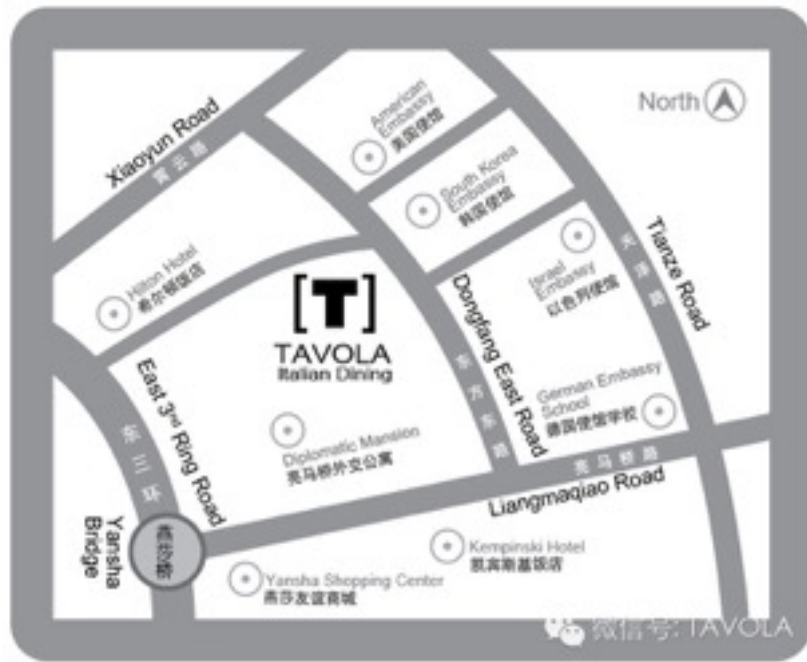 North
American
Embassy
美国使馆
Xiaoyun Road
霄云路
South Korea
Embassy
韩国使馆
Hilton Hotel
希尔顿饭店
Israel
Embassy
以色列使馆
Tianze Road
天泽路
[T]
TAVOLA
Italian Dining
Dongfang East Road
东方东路
East 3rd Ring Road
东三环
German Embassy
School
德国使馆学校
Diplomatic Mansion
亮马桥外交公寓
亮马桥路
Liangmaqiao Road
Yansha
Bridge
燕莎桥
Kempinski Hotel
凯宾斯基饭店
Yansha Shopping Center
燕莎友谊商城
微信号: TAVOLA